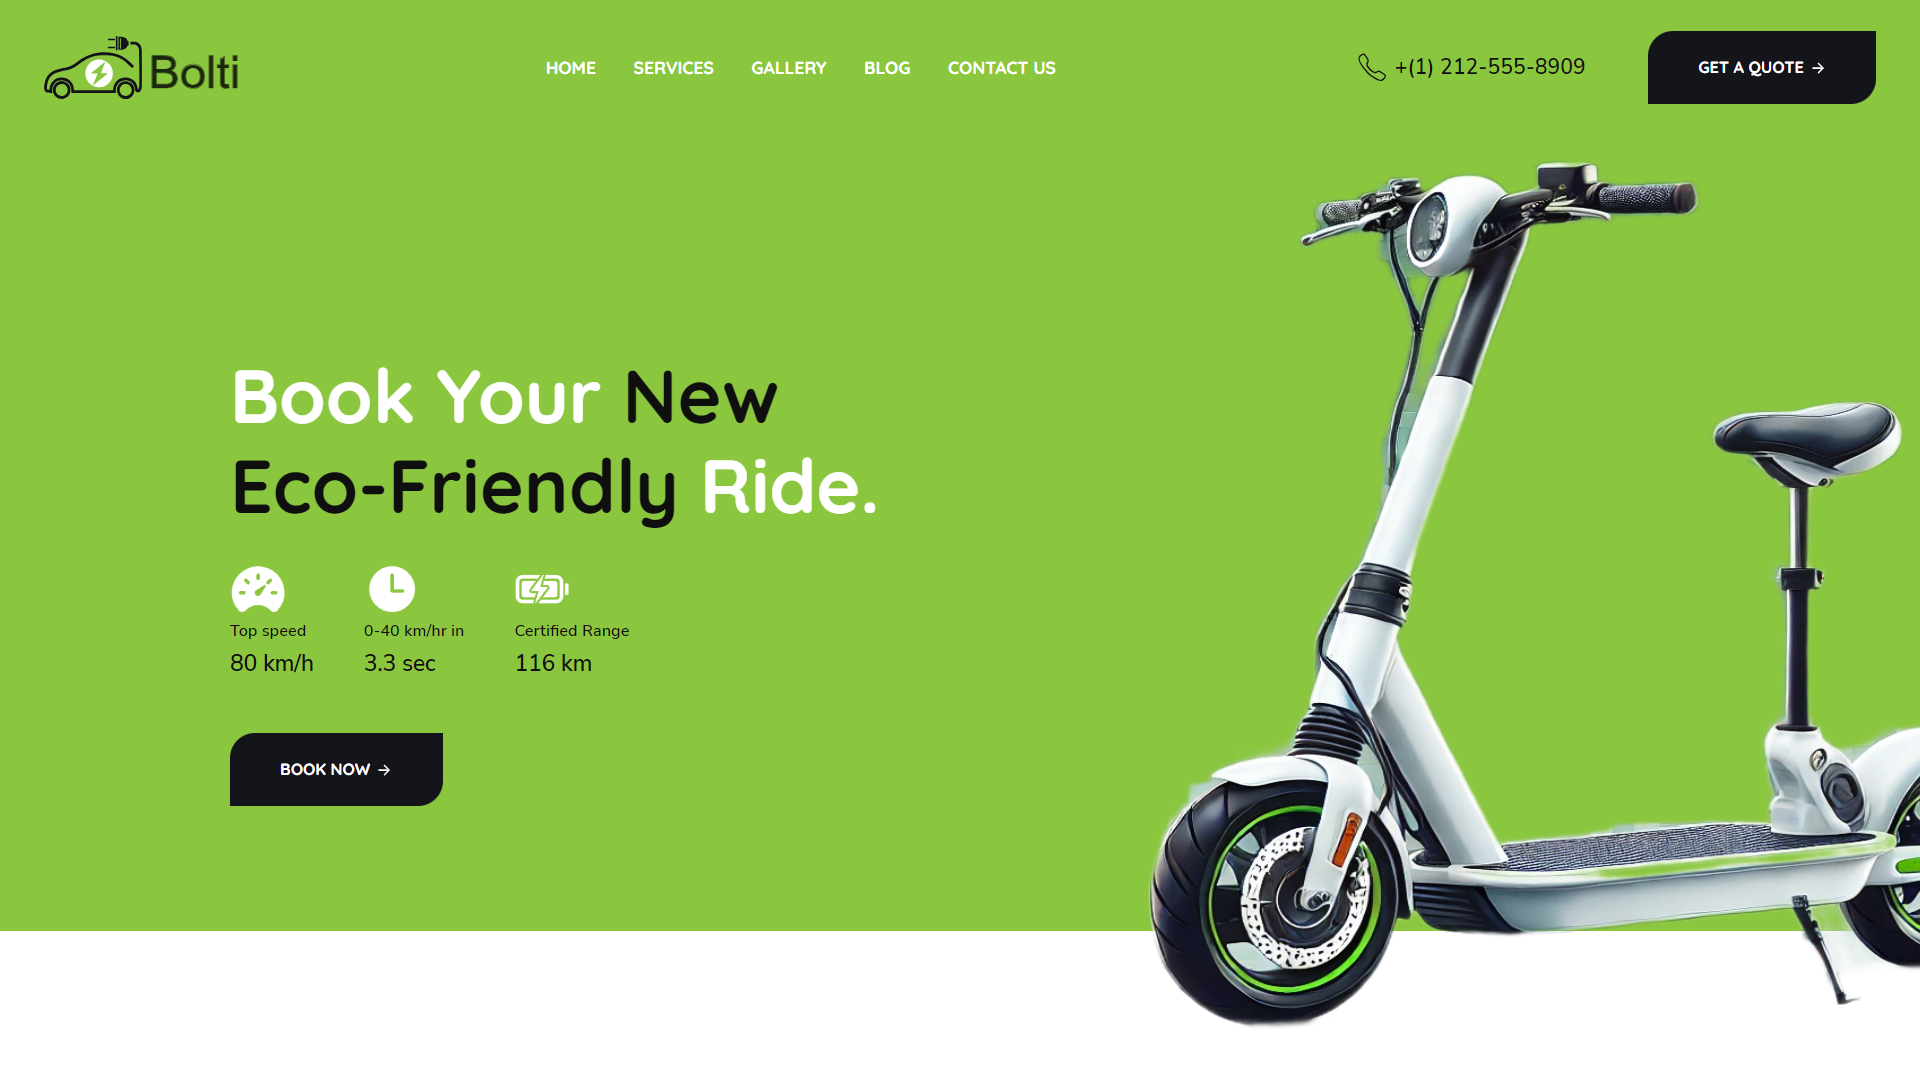 Bolti
HOME SERVICES GALLERY BLOG CONTACT US
+(1) 212-555-8909
GET A QUOTE →
Book Your New
Eco-Friendly Ride.
Top speed 0-40 km/hr in Certified Range
80 km/h 3.3 sec 116 km
BOOK NOW →